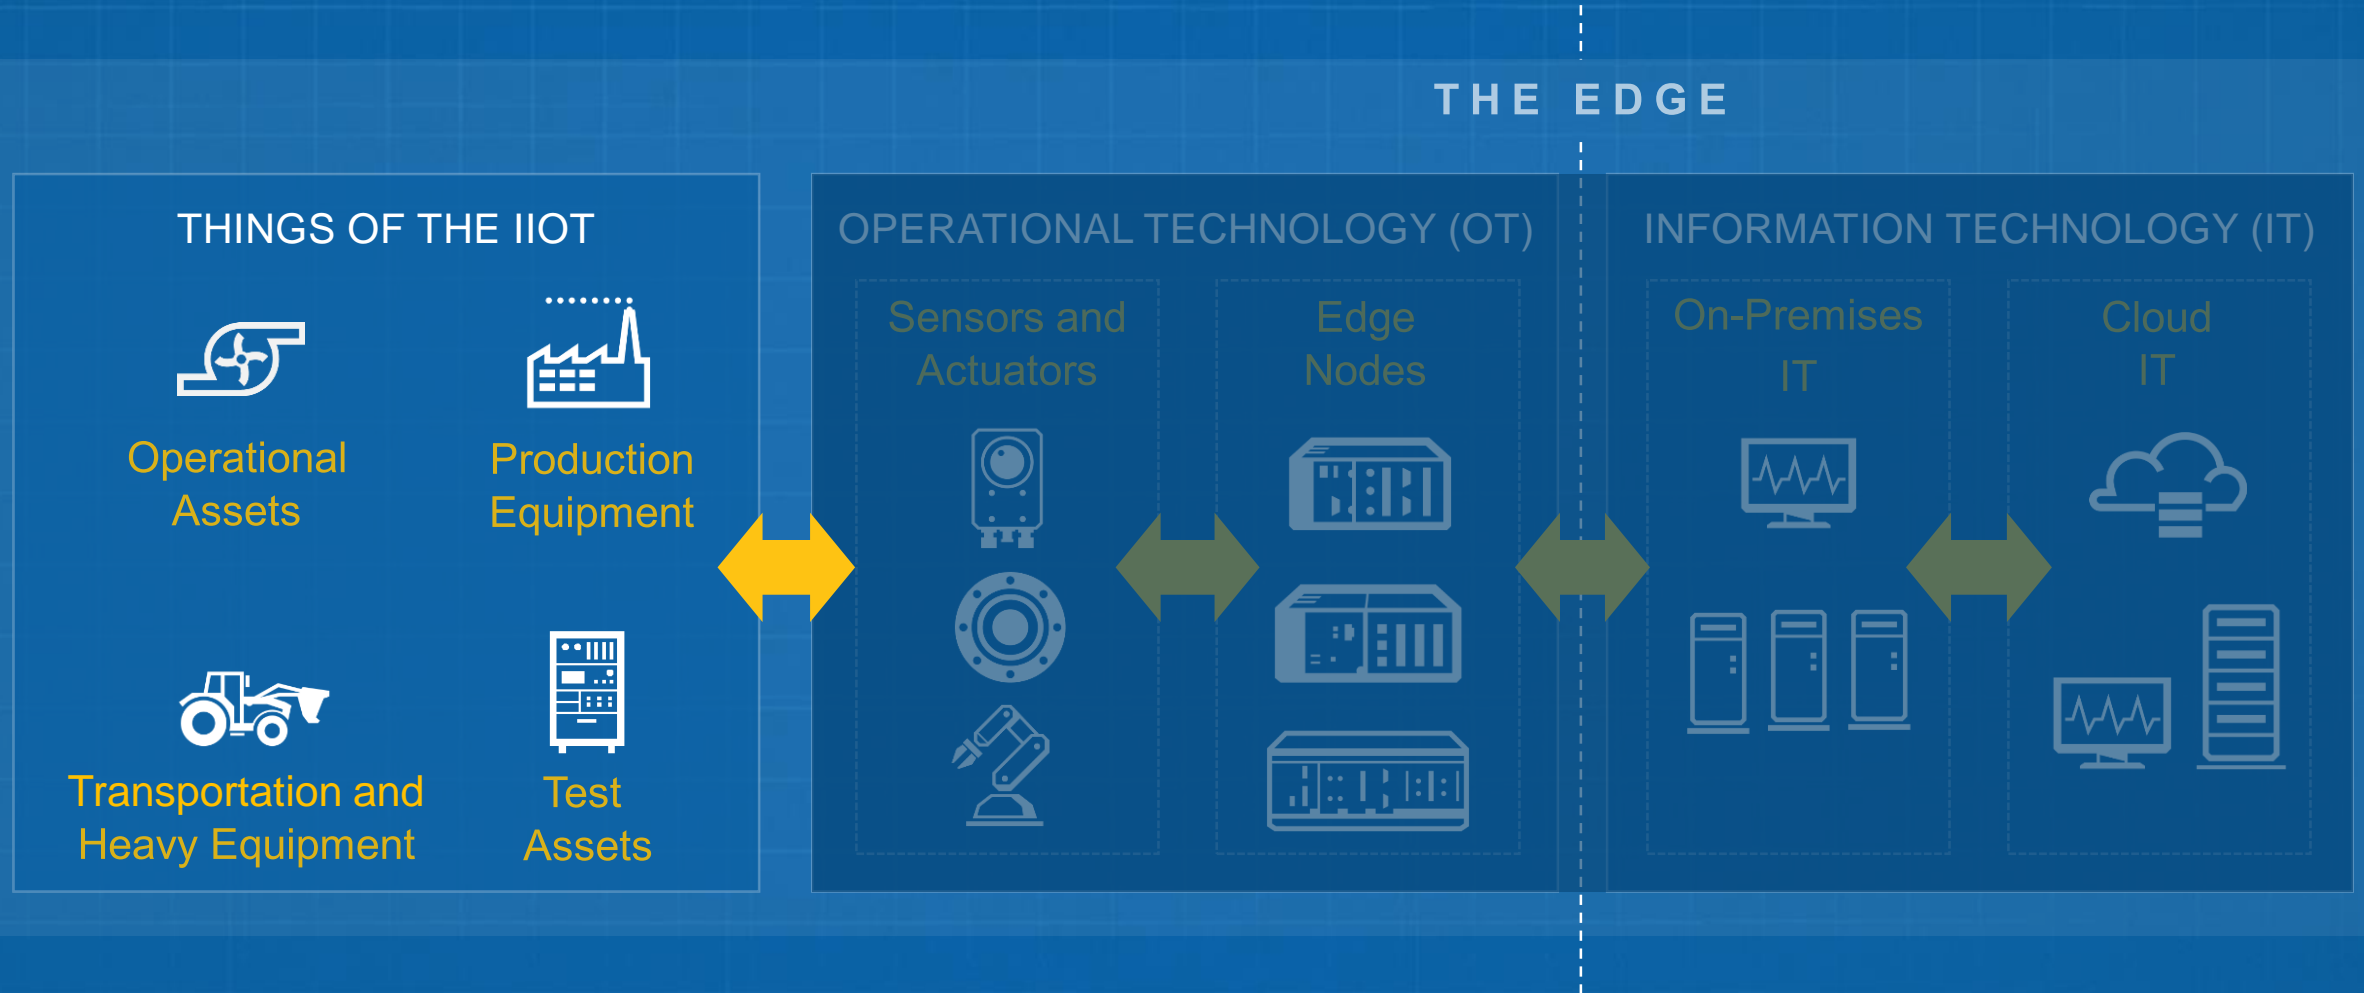 THE EDGE
THINGS OF THE IIOT
Operational
Assets
Production
Equipment
Transportation and
Heavy Equipment
Test
Assets
OPERATIONAL TECHNOLOGY (OT)
Sensors and
Actuators
Edge
Nodes
INFORMATION TECHNOLOGY (IT)
On-Premises
IT
Cloud
IT